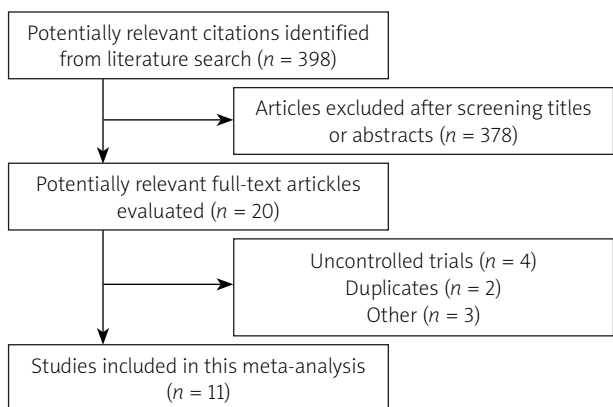 Potentially relevant citations identified
from literature search (n = 398)
Articles excluded after screening titles
or abstracts (n = 378)
Potentially relevant full-text artickles
evaluated (n = 20)
Uncontrolled trials (n = 4)
Duplicates (n = 2)
Other (n = 3)
Studies included in this meta-analysis
(n = 11)